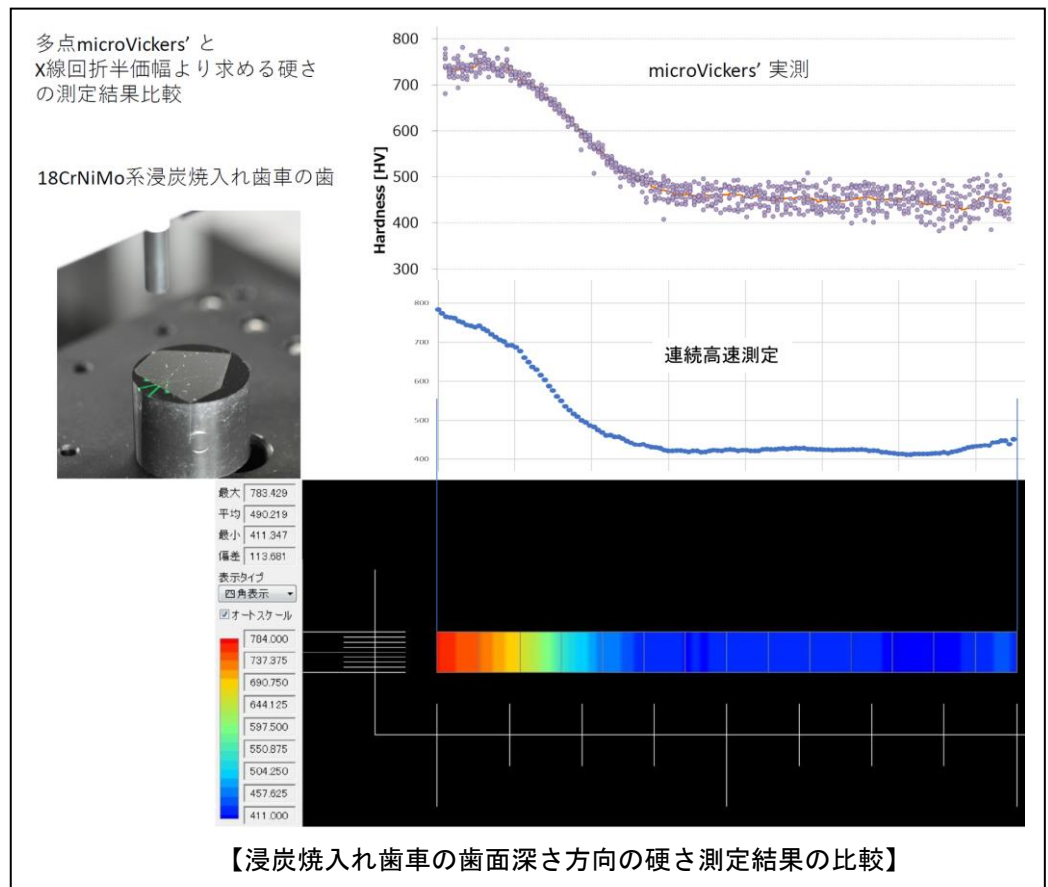 多点microVickers' と
X線回折半価幅より求める硬さ
の測定結果比較
18CrNiMo系浸炭焼入れ歯車の歯
800
700
600
500
400
300
Hardness [HV]
microVickers' 実測
800
700
600
500
400
連続高速測定
最大 783.429
平均 490.219
最小 411.347
偏差 113.681
表示タイプ
四角表示
オートスケール
784.000
737.375
690.750
644.125
597.500
550.875
504.250
457.625
411.000
【浸炭焼入れ歯車の歯面深さ方向の硬さ測定結果の比較】